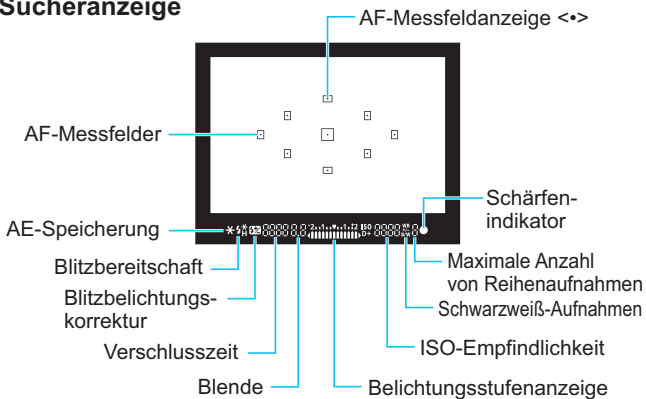 Sucheranzeige
AF-Messfeldanzeige <•>
AF-Messfelder
Schärfen-
indikator
AE-Speicherung
Blitzbereitschaft
Maximale Anzahl
von Reihenaufnahmen
Blitzbelichtungs-
korrektur
Schwarzweiß-Aufnahmen
Verschlusszeit
ISO-Empfindlichkeit
Blende
Belichtungsstufenanzeige